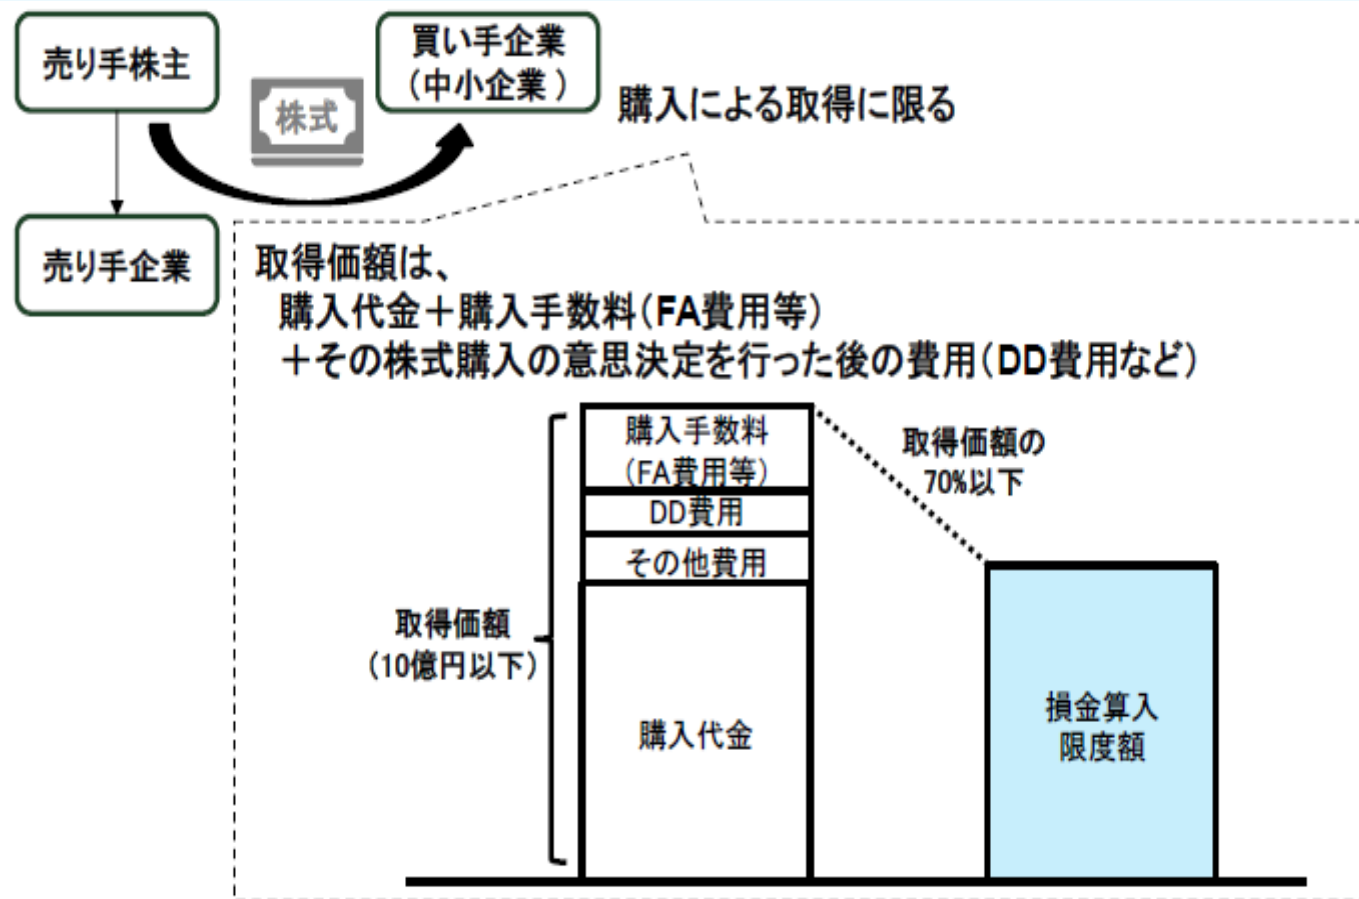 売り手株主
買い手企業
（中小企業 ）
株式
購入による取得に限る
売り手企業
取得価額は、
購入代金＋購入手数料（FA費用等）
＋その株式購入の意思決定を行った後の費用（DD費用など）
購入手数料
（FA費用等）
DD費用
その他費用
購入代金
取得価額
（10億円以下）
取得価額の
70%以下
損金算入
限度額